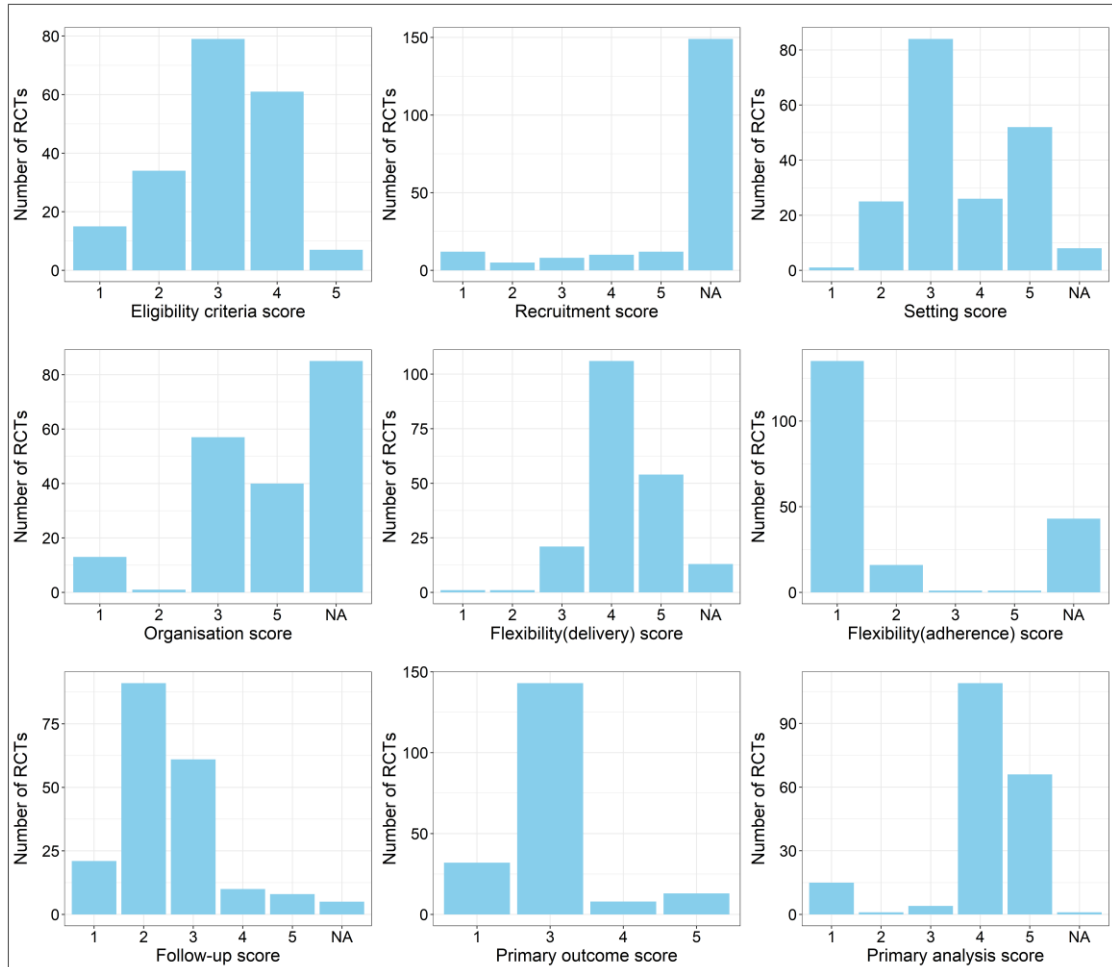 Number of RCTs
80
60
40
20
0
1 2 3 4 5
Eligibility criteria score
Number of RCTs
150
100
50
0
1 2 3 4 5 NA
Recruitment score
Number of RCTs
80
60
40
20
0
1 2 3 4 5 NA
Setting score
Number of RCTs
80
60
40
20
0
1 2 3 5 NA
Organisation score
Number of RCTs
100
75
50
25
0
1 2 3 4 5 NA
Flexibility(delivery) score
Number of RCTs
100
50
0
1 2 3 5 NA
Flexibility(adherence) score
Number of RCTs
75
50
25
0
1 2 3 4 5 NA
Follow-up score
Number of RCTs
150
100
50
0
1 3 4 5
Primary outcome score
Number of RCTs
90
60
30
0
1 2 3 4 5 NA
Primary analysis score